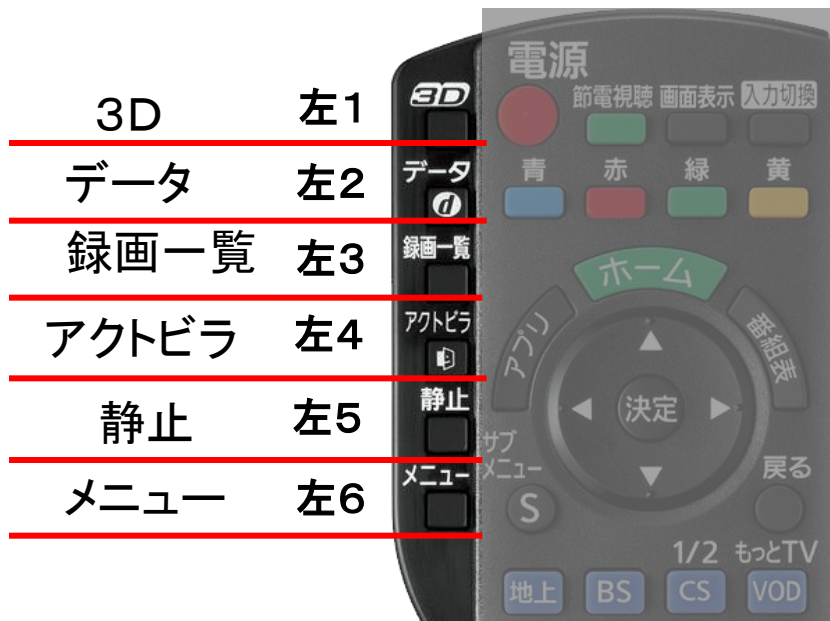 電源
3D 左1 3D 節電視聴 画面表示 入力切換
データ 左2 データ 青 赤 緑 黄
d
録画一覧 左3 録画一覧
ホーム
アプリ 番組表
アクトビラ 左4 アクトビラ
決定
静止 左5 静止
サブ
メニュー 戻る
メニュー 左6 メニュー
S
1/2 もっとTV
地上 BS CS VOD